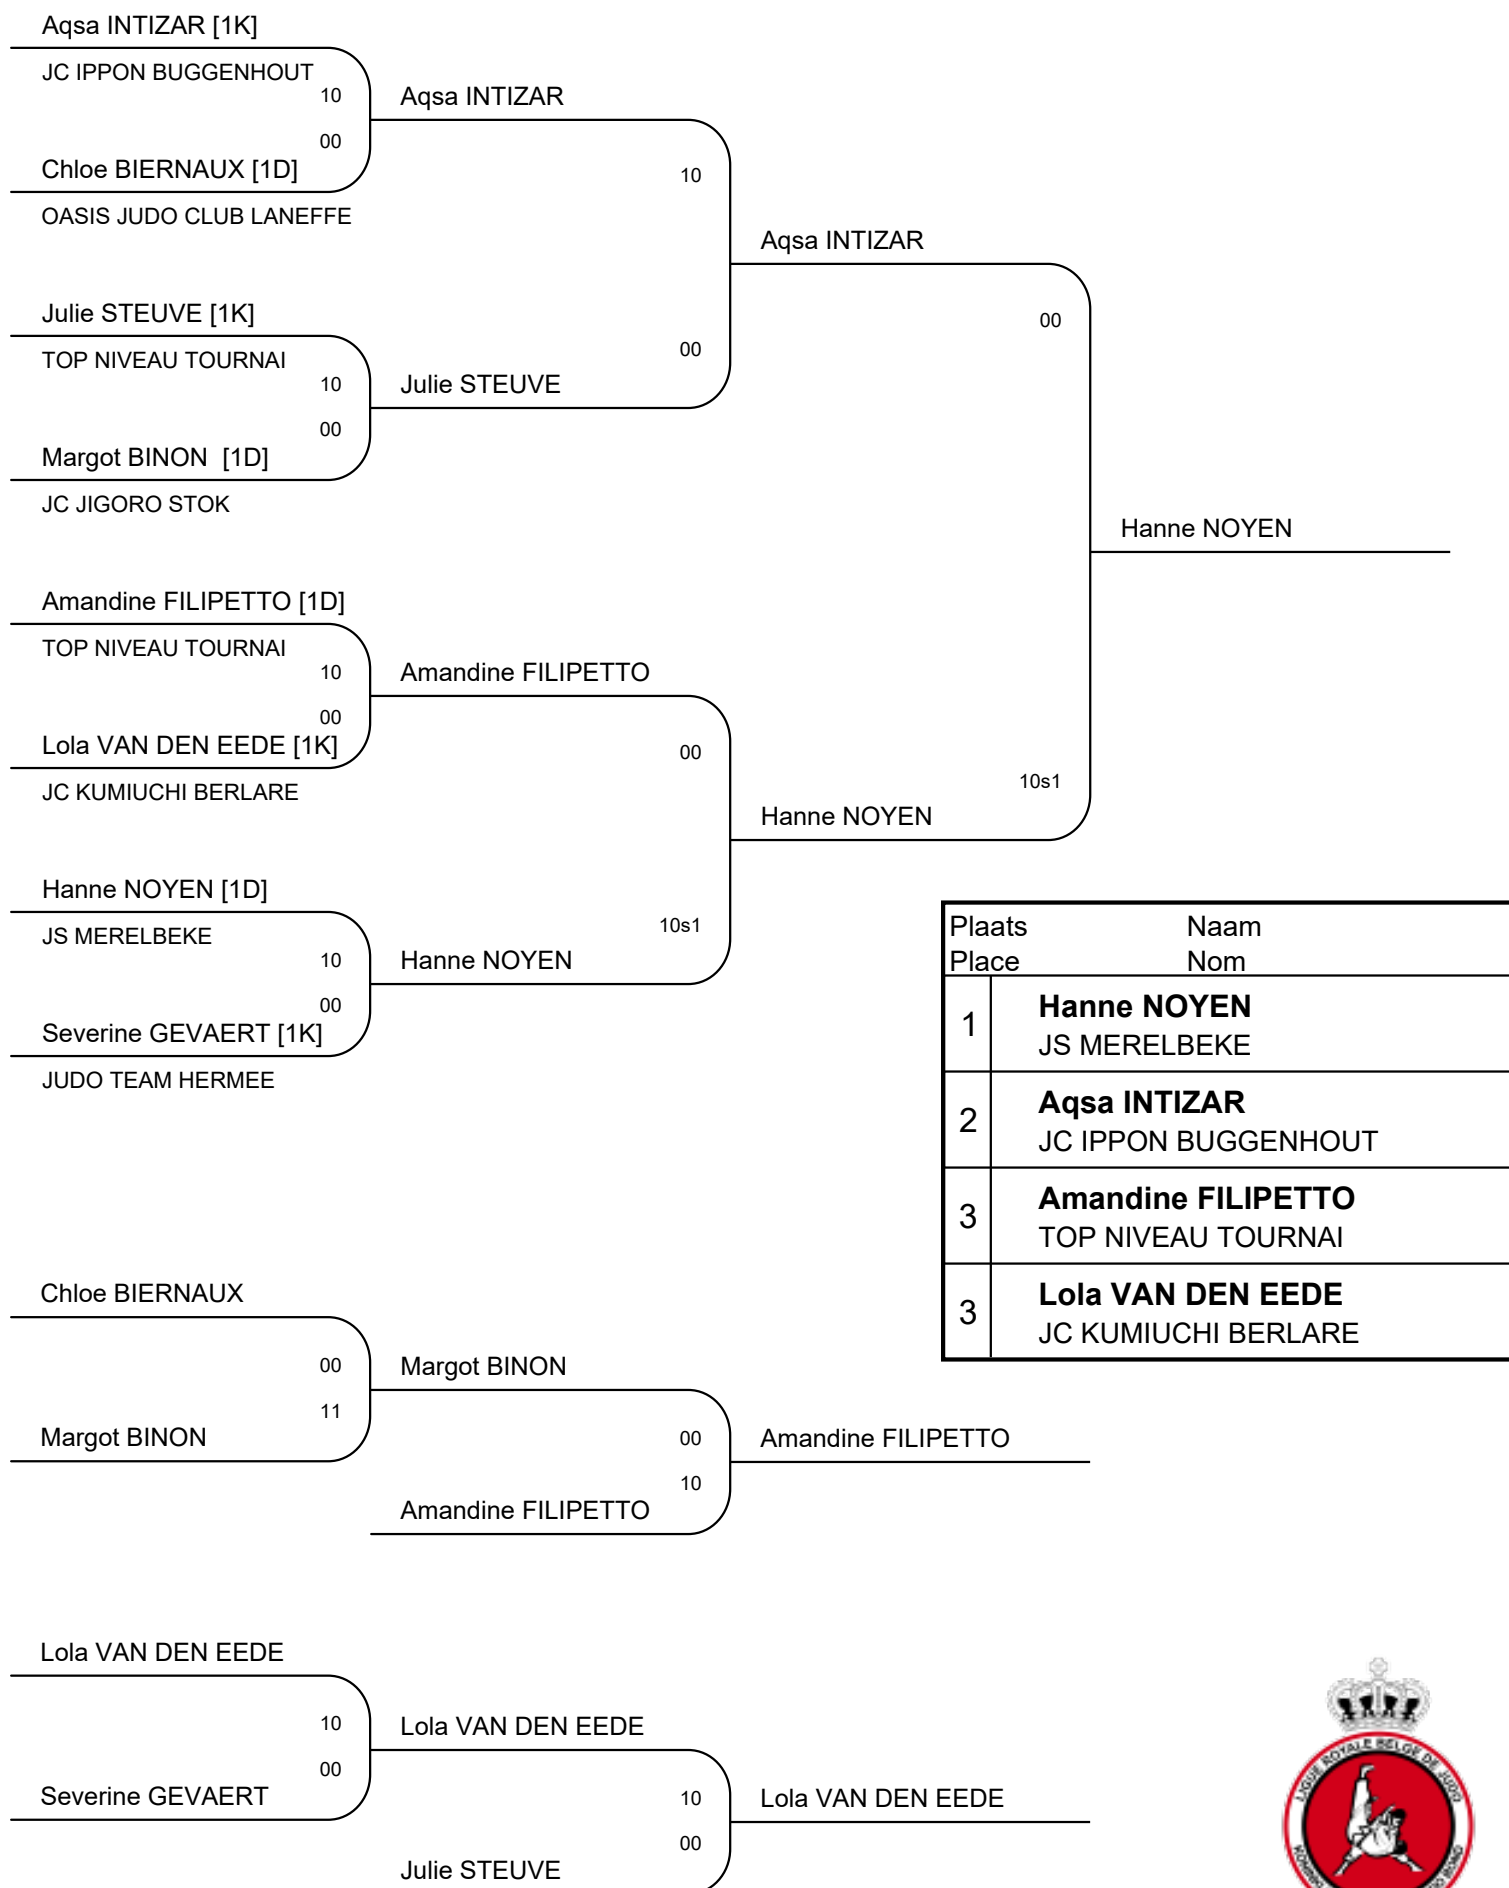 Aqsa INTIZAR [1K]
JC IPPON BUGGENHOUT
10
Aqsa INTIZAR
00
Chloe BIERNAUX [1D]
10
OASIS JUDO CLUB LANEFFE
Aqsa INTIZAR
Julie STEUVE [1K]
00
TOP NIVEAU TOURNAI
00
10
Julie STEUVE
00
Margot BINON  [1D]
JC JIGORO STOK
Hanne NOYEN
Amandine FILIPETTO [1D]
TOP NIVEAU TOURNAI
10
Amandine FILIPETTO
00
Lola VAN DEN EEDE [1K]
00
10s1
JC KUMIUCHI BERLARE
Hanne NOYEN
Hanne NOYEN [1D]
10s1
JS MERELBEKE
10
Hanne NOYEN
00
Severine GEVAERT [1K]
JUDO TEAM HERMEE
Plaats Naam
Place Nom
1 Hanne NOYEN
JS MERELBEKE
2 Aqsa INTIZAR
JC IPPON BUGGENHOUT
3 Amandine FILIPETTO
TOP NIVEAU TOURNAI
3 Lola VAN DEN EEDE
JC KUMIUCHI BERLARE
Chloe BIERNAUX
00
Margot BINON
11
Margot BINON
00
Amandine FILIPETTO
10
Amandine FILIPETTO
Lola VAN DEN EEDE
10
Lola VAN DEN EEDE
00
Severine GEVAERT
10
Lola VAN DEN EEDE
00
Julie STEUVE
LIGUE ROYALE BELGE DE JUDO